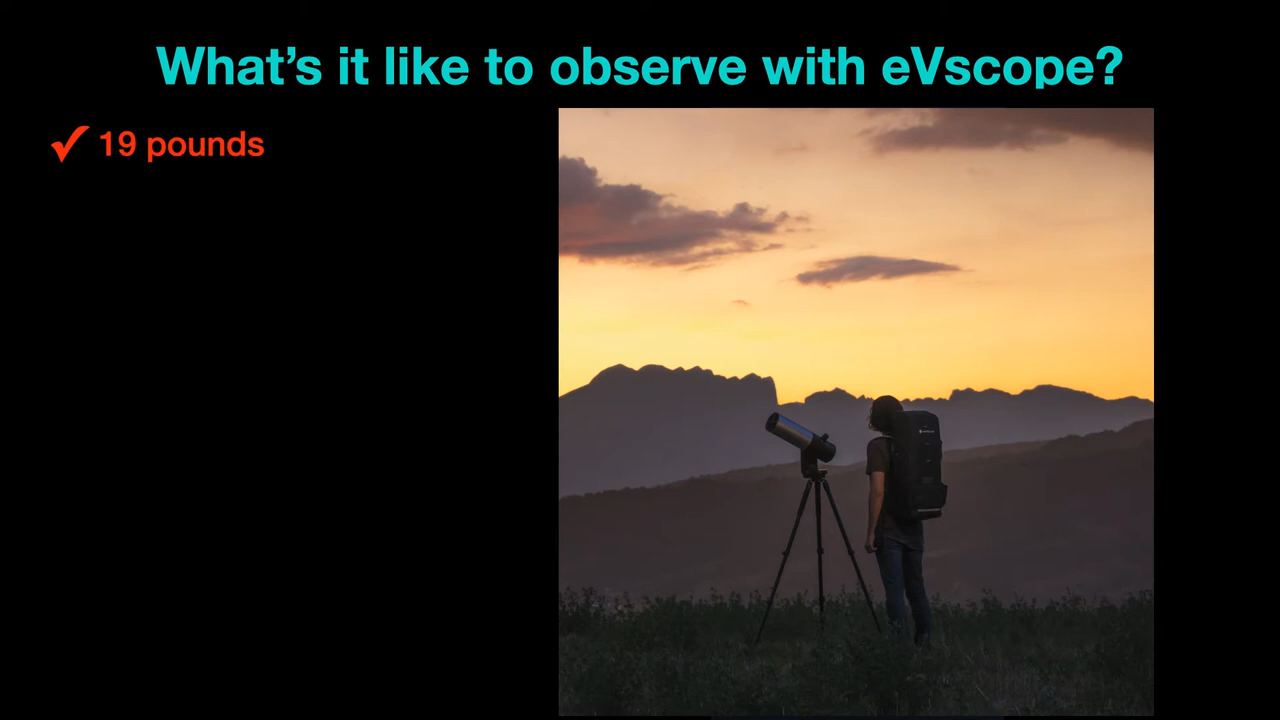 What's it like to observe with eVscope?
✓ 19 pounds